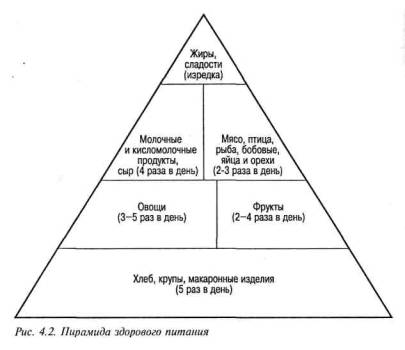 Жиры,
сладости
(изредка)
Молочные
и кисломолочные
продукты,
сыр (4 раза в день)
Мясо, птица,
рыба, бобовые,
яйца и орехи
(2-3 раза в день)
Овощи
(3–5 раз в день)
Фрукты
(2–4 раза в день)
Хлеб, крупы, макаронные изделия
(5 раз в день)
Рис. 4.2. Пирамида здорового питания